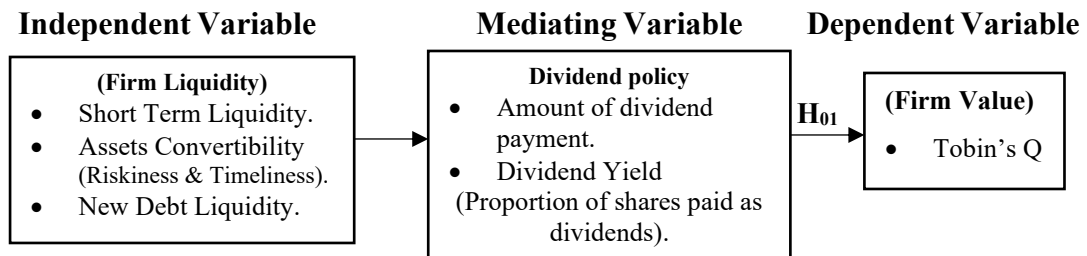 Independent Variable
(Firm Liquidity)
• Short Term Liquidity.
• Assets Convertibility
(Riskiness & Timeliness).
• New Debt Liquidity.
Mediating Variable
Dividend policy
• Amount of dividend
payment.
• Dividend Yield
(Proportion of shares paid as
dividends).
H01
Dependent Variable
(Firm Value)
• Tobin’s Q